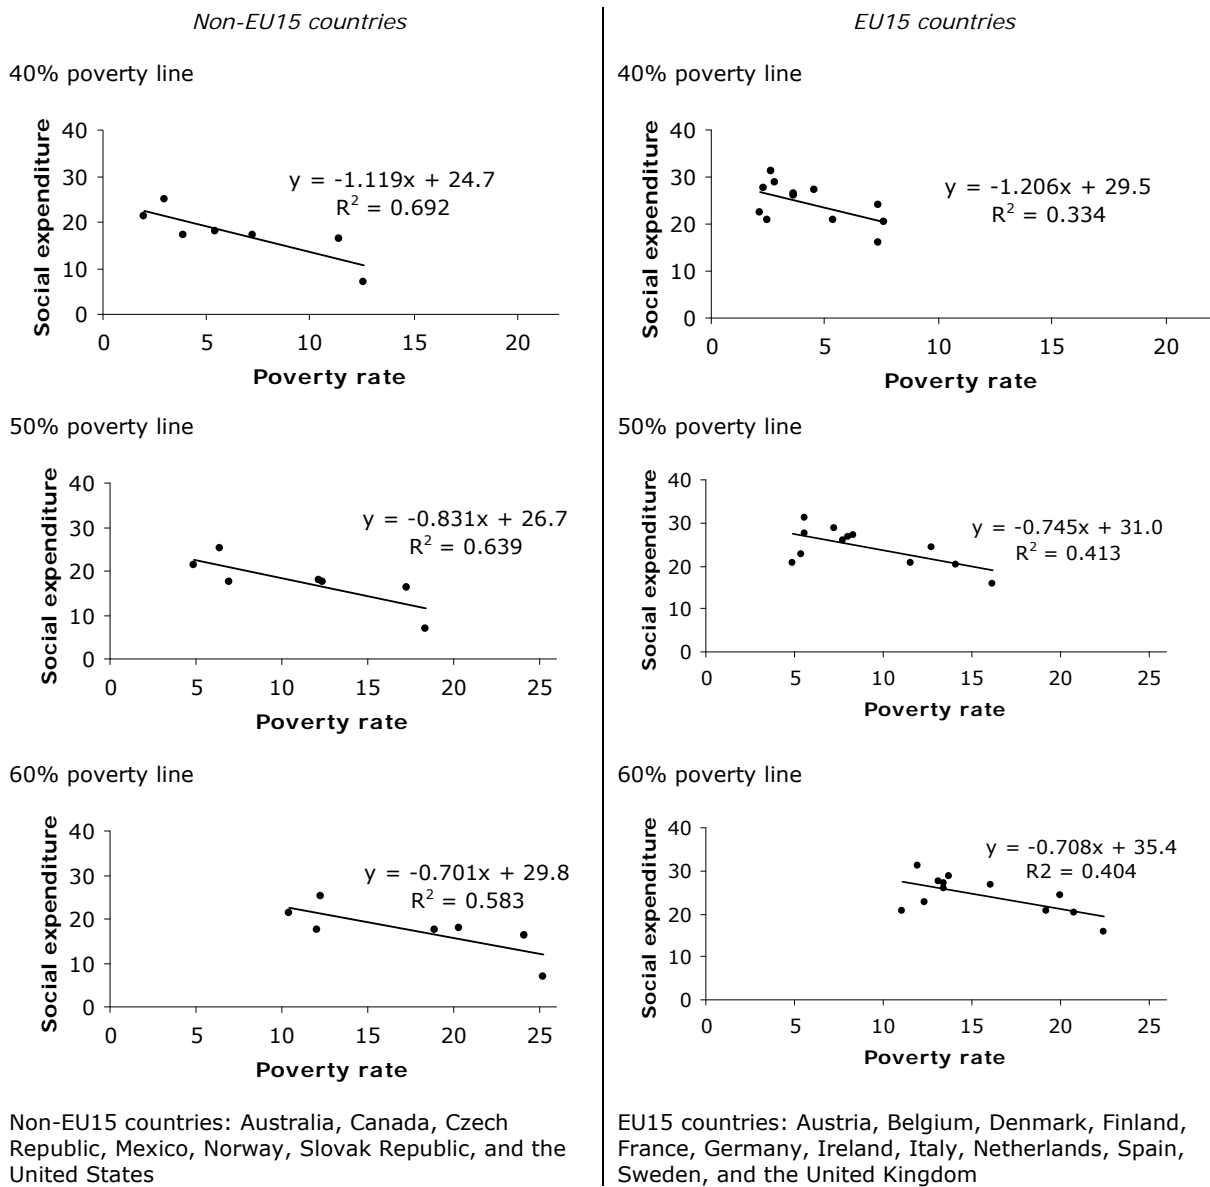 Non-EU15 countries
40% poverty line
Social expenditure
40
30
20
10
0
y = -1.119x + 24.7
R² = 0.692
0 5 10 15 20
Poverty rate
50% poverty line
Social expenditure
40
30
20
10
0
y = -0.831x + 26.7
R² = 0.639
0 5 10 15 20 25
Poverty rate
60% poverty line
Social expenditure
40
30
20
10
0
y = -0.701x + 29.8
R² = 0.583
0 5 10 15 20 25
Poverty rate
Non-EU15 countries: Australia, Canada, Czech
Republic, Mexico, Norway, Slovak Republic, and the
United States
EU15 countries
40% poverty line
Social expenditure
40
30
20
10
0
y = -1.206x + 29.5
R² = 0.334
0 5 10 15 20
Poverty rate
50% poverty line
Social expenditure
40
30
20
10
0
y = -0.745x + 31.0
R² = 0.413
0 5 10 15 20 25
Poverty rate
60% poverty line
Social expenditure
40
30
20
10
0
y = -0.708x + 35.4
R2 = 0.404
0 5 10 15 20 25
Poverty rate
EU15 countries: Austria, Belgium, Denmark, Finland,
France, Germany, Ireland, Italy, Netherlands, Spain,
Sweden, and the United Kingdom